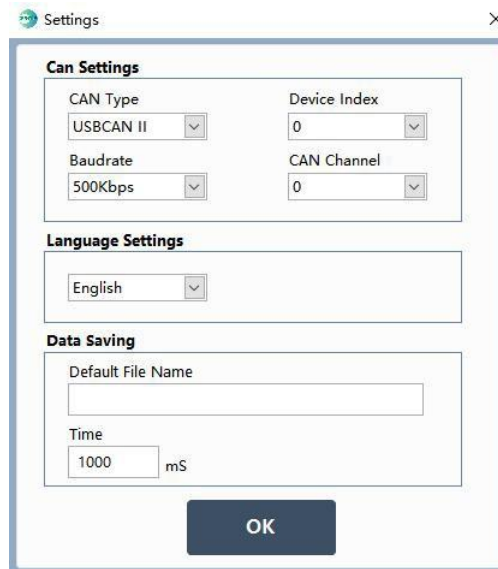 Settings
Can Settings
CAN Type
Device Index
USBCAN II
0
Baudrate
CAN Channel
500Kbps
0
Language Settings
English
Data Saving
Default File Name
Time
1000 mS
OK